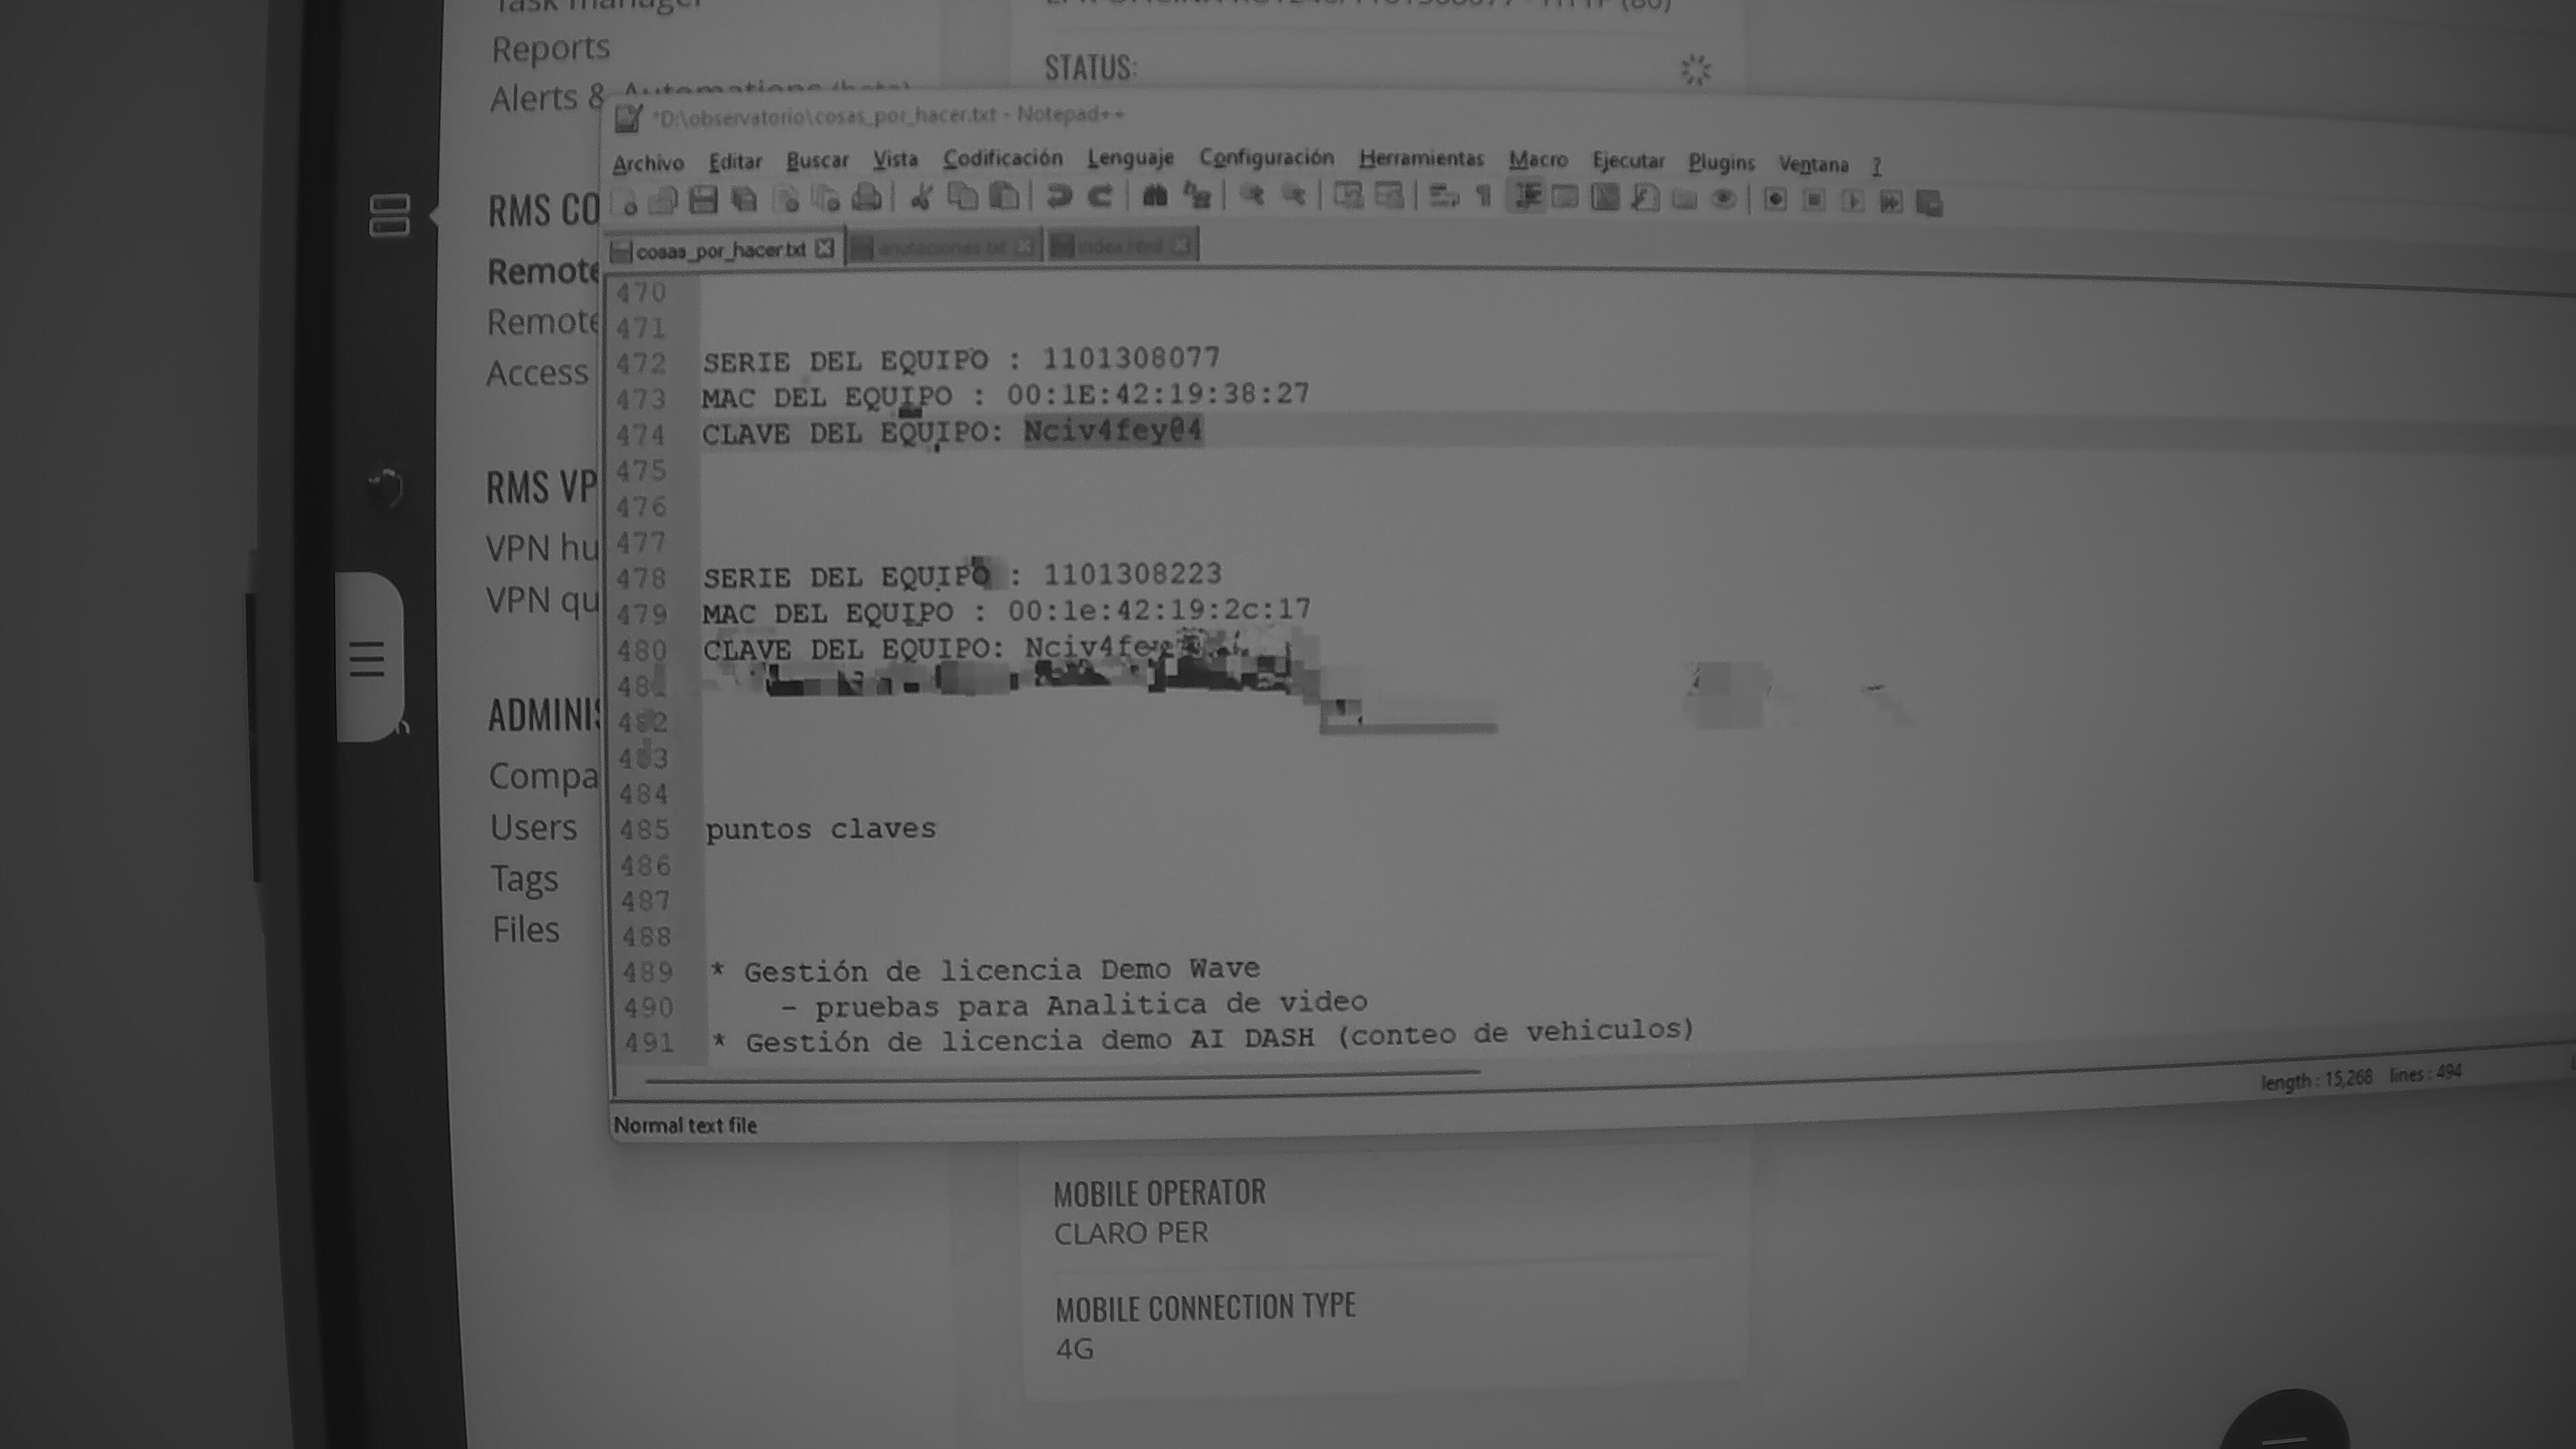 Task manager
Reports
Alerts &
STATUS:
*D:\observatorio\cosas_por_hacer.txt - Notepad++
Archivo Editar Buscar Vista Codificación Lenguaje Configuración Herramientas Macro Ejecutar Plugins Ventana ?
cosas_por_hacer.txt anotaciones.txt index.html
RMS CO
Remote
Remote
Access
RMS VP
VPN hu
VPN qu
ADMINIS
Compa
Users
Tags
Files
470
471
472 SERIE DEL EQUIPO : 1101308077
473 MAC DEL EQUIPO : 00:1E:42:19:38:27
474 CLAVE DEL EQUIPO: Nciv4fey@4
475
476
477
478 SERIE DEL EQUIPO : 1101308223
479 MAC DEL EQUIPO : 00:1e:42:19:2c:17
480 CLAVE DEL EQUIPO:
481
482
483
484
485 puntos claves
486
487
488
489 * Gestión de licencia Demo Wave
490 - pruebas para Analitica de video
491 * Gestión de licencia demo AI DASH (conteo de vehiculos)
length : 15,268 lines : 494
Normal text file
MOBILE OPERATOR
CLARO PER
MOBILE CONNECTION TYPE
4G